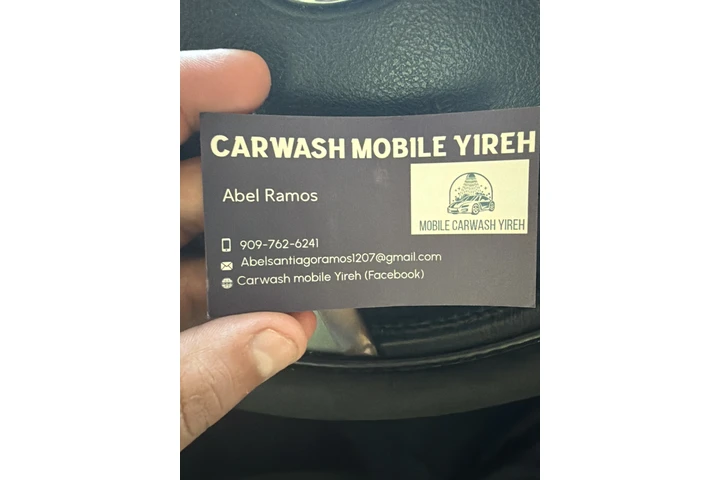 CARWASH MOBILE YIREH
Abel Ramos
MOBILE CARWASH YIREH
909-762-6241
Abelsantiagoramos1207@gmail.com
Carwash mobile Yireh (Facebook)